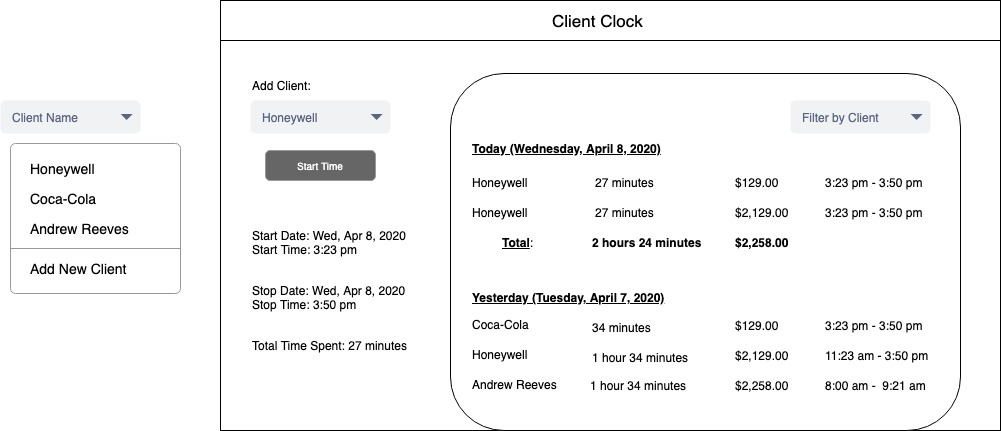 Client Clock
Client Name
Honeywell
Coca-Cola
Andrew Reeves
Add New Client
Add Client:
Honeywell
Start Time
Start Date: Wed, Apr 8, 2020
Start Time: 3:23 pm
Stop Date: Wed, Apr 8, 2020
Stop Time: 3:50 pm
Total Time Spent: 27 minutes
Filter by Client
Today (Wednesday, April 8, 2020)
Honeywell 27 minutes $129.00 3:23 pm - 3:50 pm
Honeywell 27 minutes $2,129.00 3:23 pm - 3:50 pm
Total: 2 hours 24 minutes $2,258.00
Yesterday (Tuesday, April 7, 2020)
Coca-Cola 34 minutes $129.00 3:23 pm - 3:50 pm
Honeywell 1 hour 34 minutes $2,129.00 11:23 am - 3:50 pm
Andrew Reeves 1 hour 34 minutes $2,258.00 8:00 am - 9:21 am